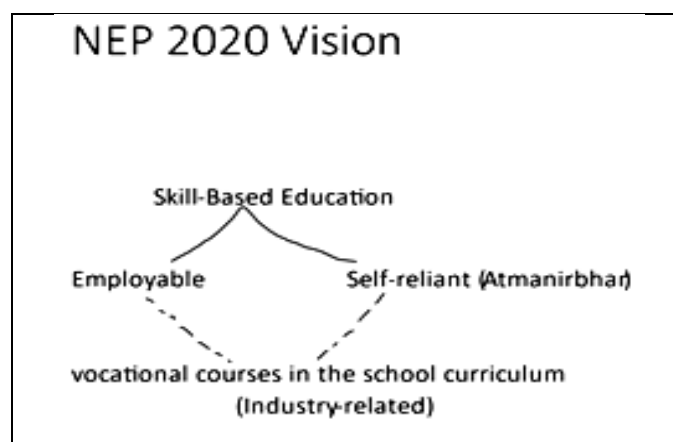 NEP 2020 Vision
Skill-Based Education
Employable Self-reliant (Atmanirbhar)
vocational courses in the school curriculum
(Industry-related)